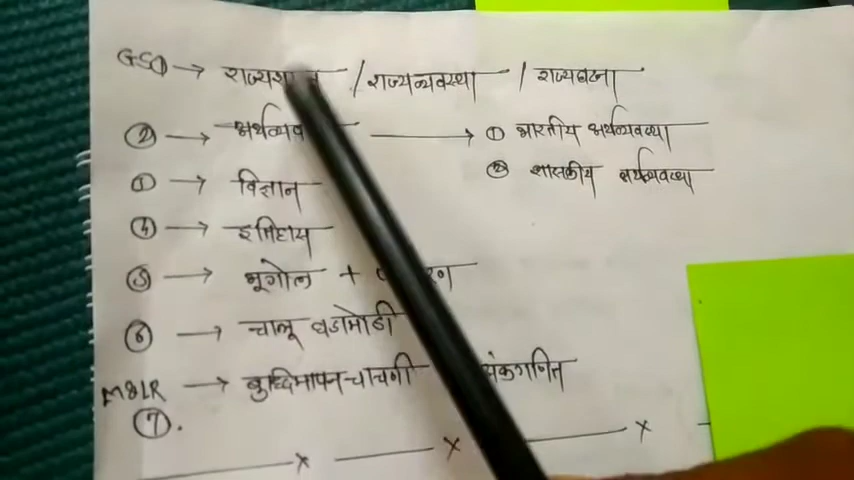 GS① → / राज्यव्यवस्था / राज्यघटना
② → → ① भारतीय अर्थव्यवस्था
② शासकीय अर्थव्यवस्था
① → विज्ञान
④ → इतिहास
⑤ → भूगोल +
⑥ → चालू घडामोडी
M&LR → बुध्दिमापन चाचणी अंकगणित
⑦.